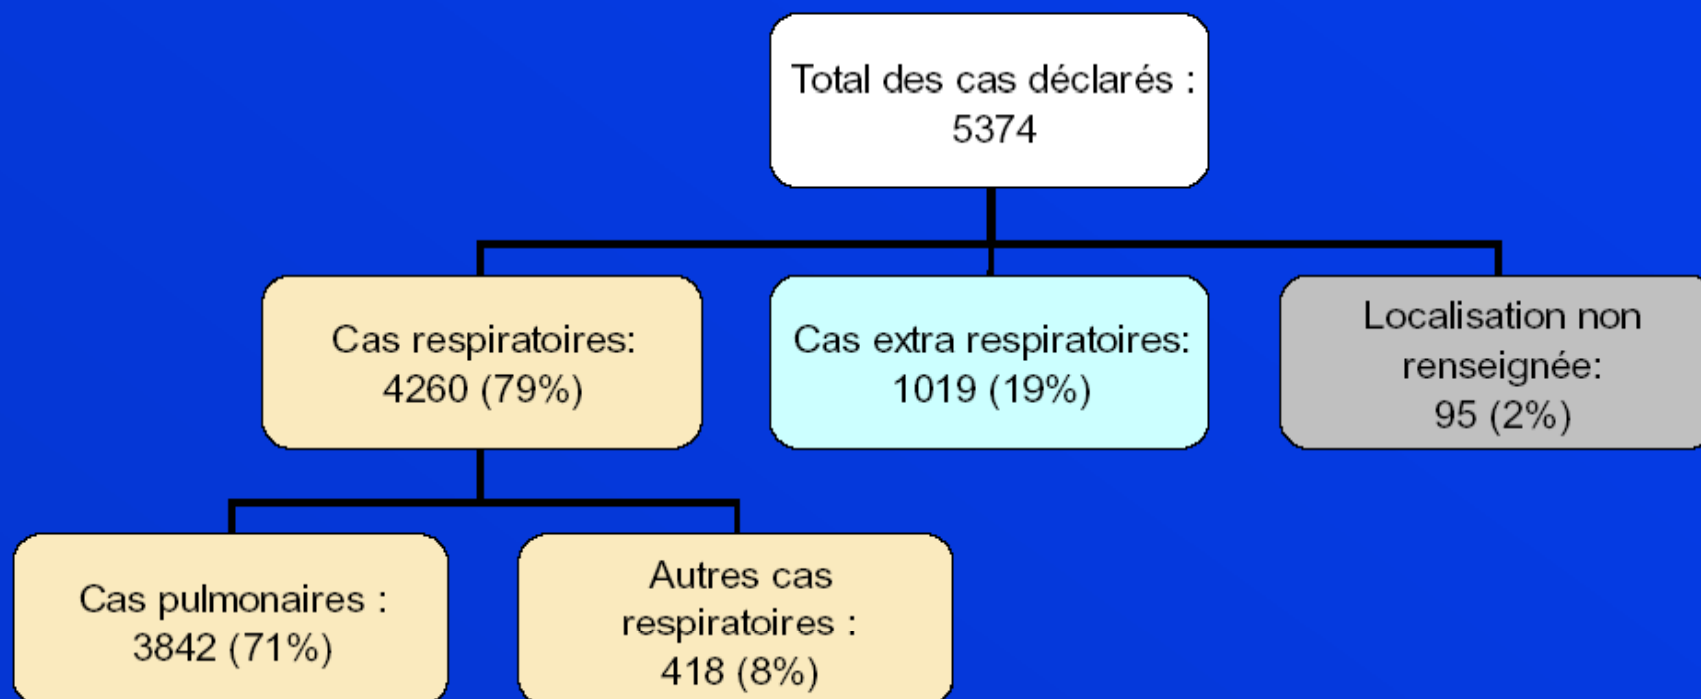 Total des cas déclarés :
5374
Cas respiratoires:
4260 (79%)
Cas extra respiratoires:
1019 (19%)
Localisation non
renseignée:
95 (2%)
Cas pulmonaires :
3842 (71%)
Autres cas
respiratoires :
418 (8%)